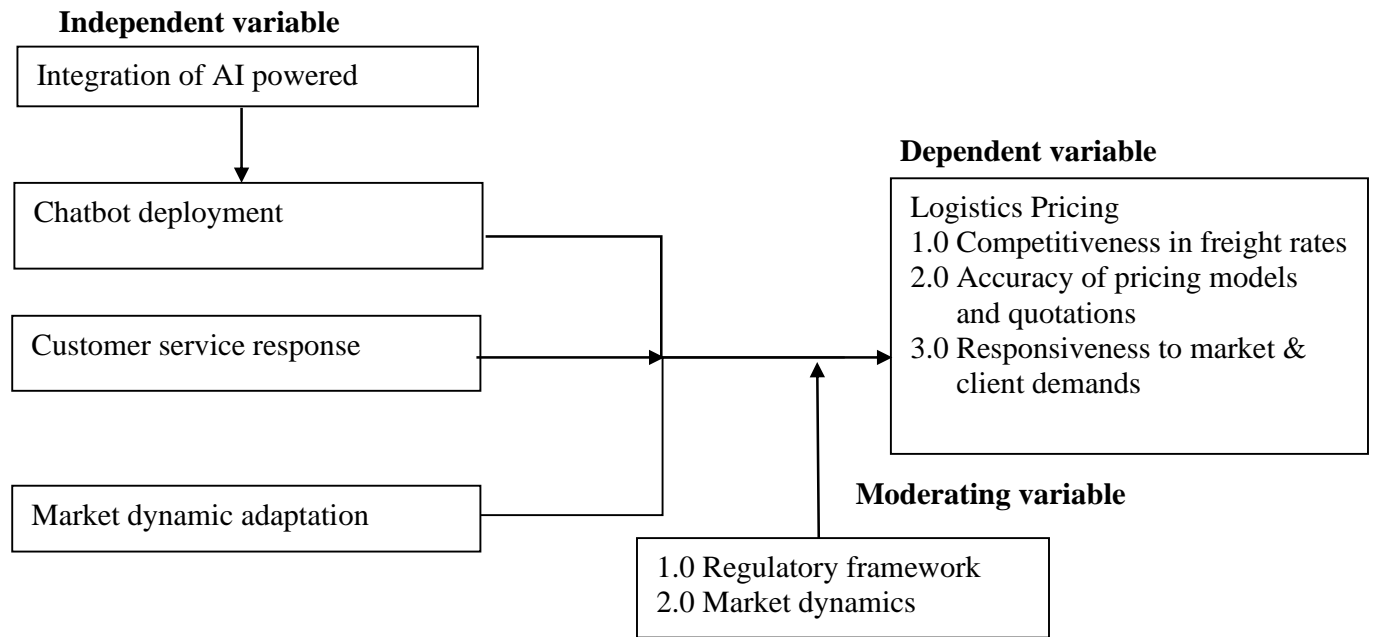 Independent variable
Integration of AI powered
Chatbot deployment
Customer service response
Market dynamic adaptation
Dependent variable
Logistics Pricing
1.0 Competitiveness in freight rates
2.0 Accuracy of pricing models
and quotations
3.0 Responsiveness to market &
client demands
Moderating variable
1.0 Regulatory framework
2.0 Market dynamics